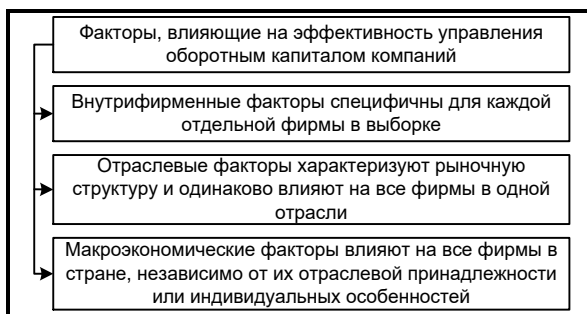 Факторы, влияющие на эффективность управления
оборотным капиталом компаний
Внутрифирменные факторы специфичны для каждой
отдельной фирмы в выборке
Отраслевые факторы характеризуют рыночную
структуру и одинаково влияют на все фирмы в одной
отрасли
Макроэкономические факторы влияют на все фирмы в
стране, независимо от их отраслевой принадлежности
или индивидуальных особенностей